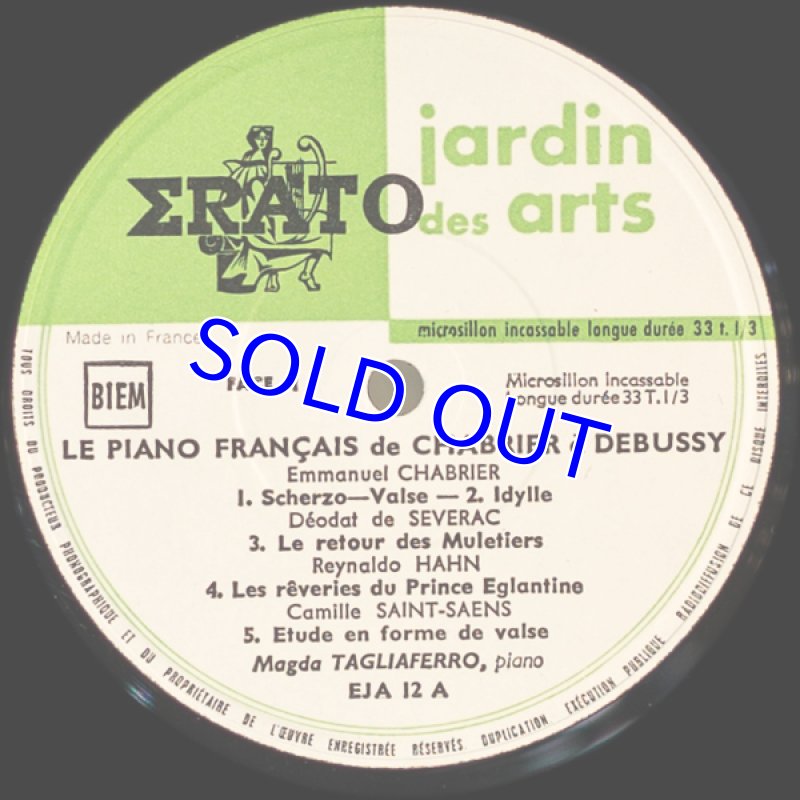 jardin
des arts
ΣRATO
microsillon incassable longue durée 33 t. 1/3
Made in France
BIEM
FACE
Microsillon incassable
Longue durée 33 T. 1/3
SOLD OUT
LE PIANO FRANÇAIS de CHABRIER à DEBUSSY
Emmanuel CHABRIER
1. Scherzo—Valse — 2. Idylle
Déodat de SEVERAC
3. Le retour des Muletiers
Reynaldo HAHN
4. Les rêveries du Prince Eglantine
Camille SAINT-SAENS
5. Etude en forme de valse
Magda TAGLIAFERRO, piano
EJA 12 A
TOUS DROITS DU PRODUCTEUR PHONOGRAPHIQUE ET DU PROPRIÉTAIRE DE L'ŒUVRE ENREGISTRÉE RÉSERVÉS DUPLICATION EXÉCUTION PUBLIQUE RADIODIFFUSION DE CE DISQUE INTERDITES